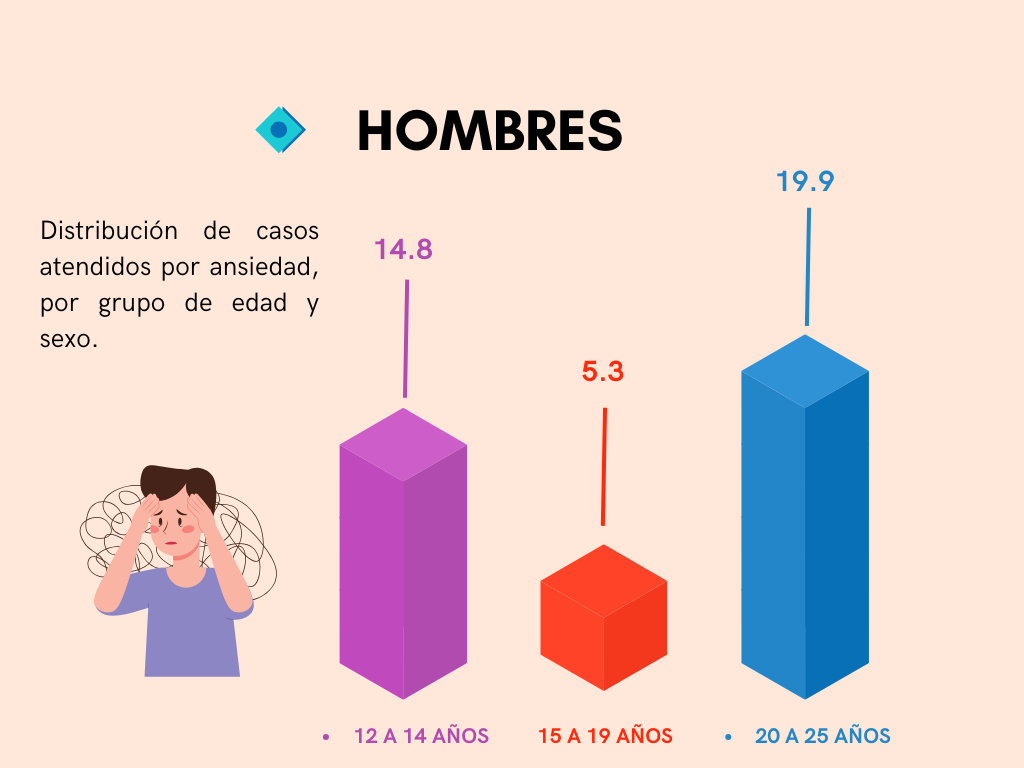 HOMBRES
19.9
Distribución de casos
atendidos por ansiedad,
por grupo de edad y
sexo.
14.8
5.3
• 12 A 14 AÑOS
15 A 19 AÑOS
• 20 A 25 AÑOS